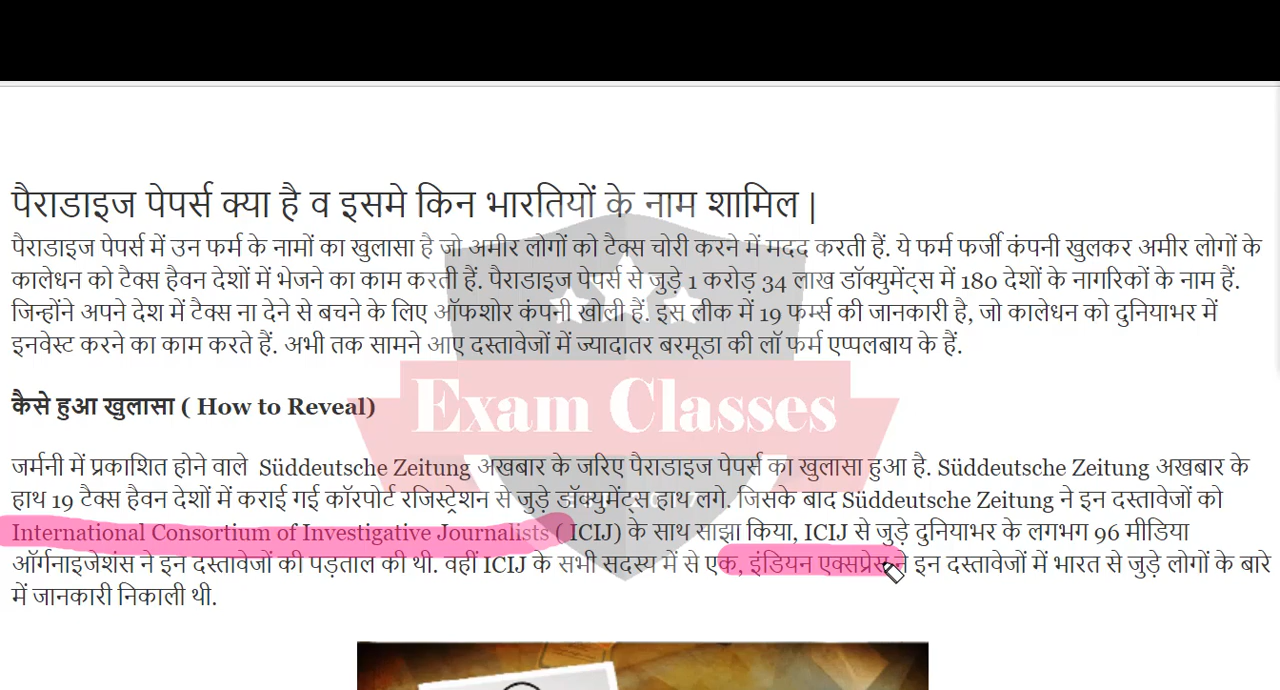 पैराडाइज पेपर्स क्या है व इसमे किन भारतियों के नाम शामिल |
पैराडाइज पेपर्स में उन फर्म के नामों का खुलासा है जो अमीर लोगों को टैक्स चोरी करने में मदद करती हैं. ये फर्म फर्जी कंपनी खुलकर अमीर लोगों के
कालेधन को टैक्स हैवन देशों में भेजने का काम करती हैं. पैराडाइज पेपर्स से जुड़े 1 करोड़ 34 लाख डॉक्युमेंट्स में 180 देशों के नागरिकों के नाम हैं.
जिन्होंने अपने देश में टैक्स ना देने से बचने के लिए ऑफशोर कंपनी खोली हैं. इस लीक में 19 फर्म्स की जानकारी है, जो कालेधन को दुनियाभर में
इनवेस्ट करने का काम करते हैं. अभी तक सामने आए दस्तावेजों में ज्यादातर बरमूडा की लॉ फर्म एप्पलबाय के हैं.
कैसे हुआ खुलासा ( How to Reveal)
Exam Classes
जर्मनी में प्रकाशित होने वाले Süddeutsche Zeitung अखबार के जरिए पैराडाइज पेपर्स का खुलासा हुआ है. Süddeutsche Zeitung अखबार के
हाथ 19 टैक्स हैवन देशों में कराई गई कॉरपोर्ट रजिस्ट्रेशन से जुड़े डॉक्युमेंट्स हाथ लगे. जिसके बाद Süddeutsche Zeitung ने इन दस्तावेजों को
International Consortium of Investigative Journalists ( ICIJ) के साथ साझा किया, ICIJ से जुड़े दुनियाभर के लगभग 96 मीडिया
ऑर्गनाइजेशंस ने इन दस्तावेजों की पड़ताल की थी. वहीं ICIJ के सभी सदस्य में से एक, इंडियन एक्सप्रेस ने इन दस्तावेजों में भारत से जुड़े लोगों के बारे
में जानकारी निकाली थी.